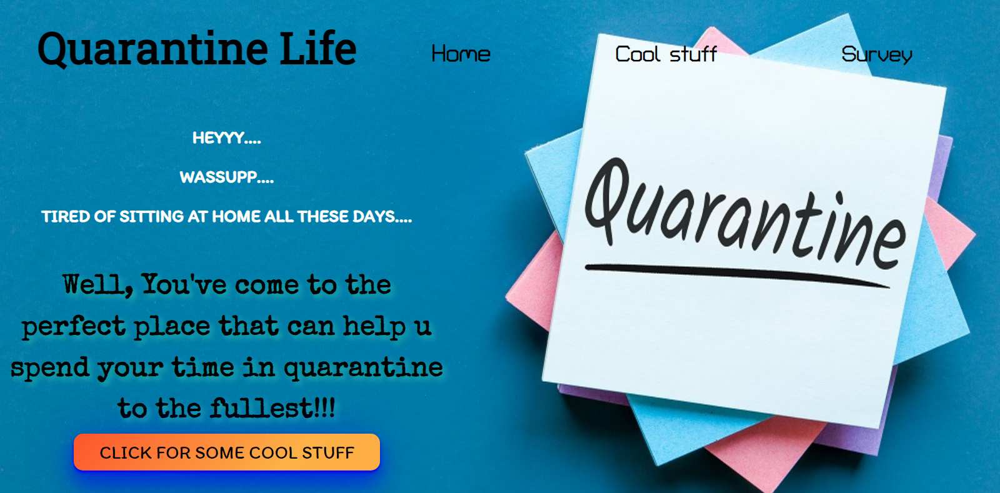 Quarantine Life
Home
Cool stuff
Survey
HEYYY....
WASSUPP....
TIRED OF SITTING AT HOME ALL THESE DAYS....
Well, You've come to the
perfect place that can help u
spend your time in quarantine
to the fullest!!!
CLICK FOR SOME COOL STUFF
Quarantine